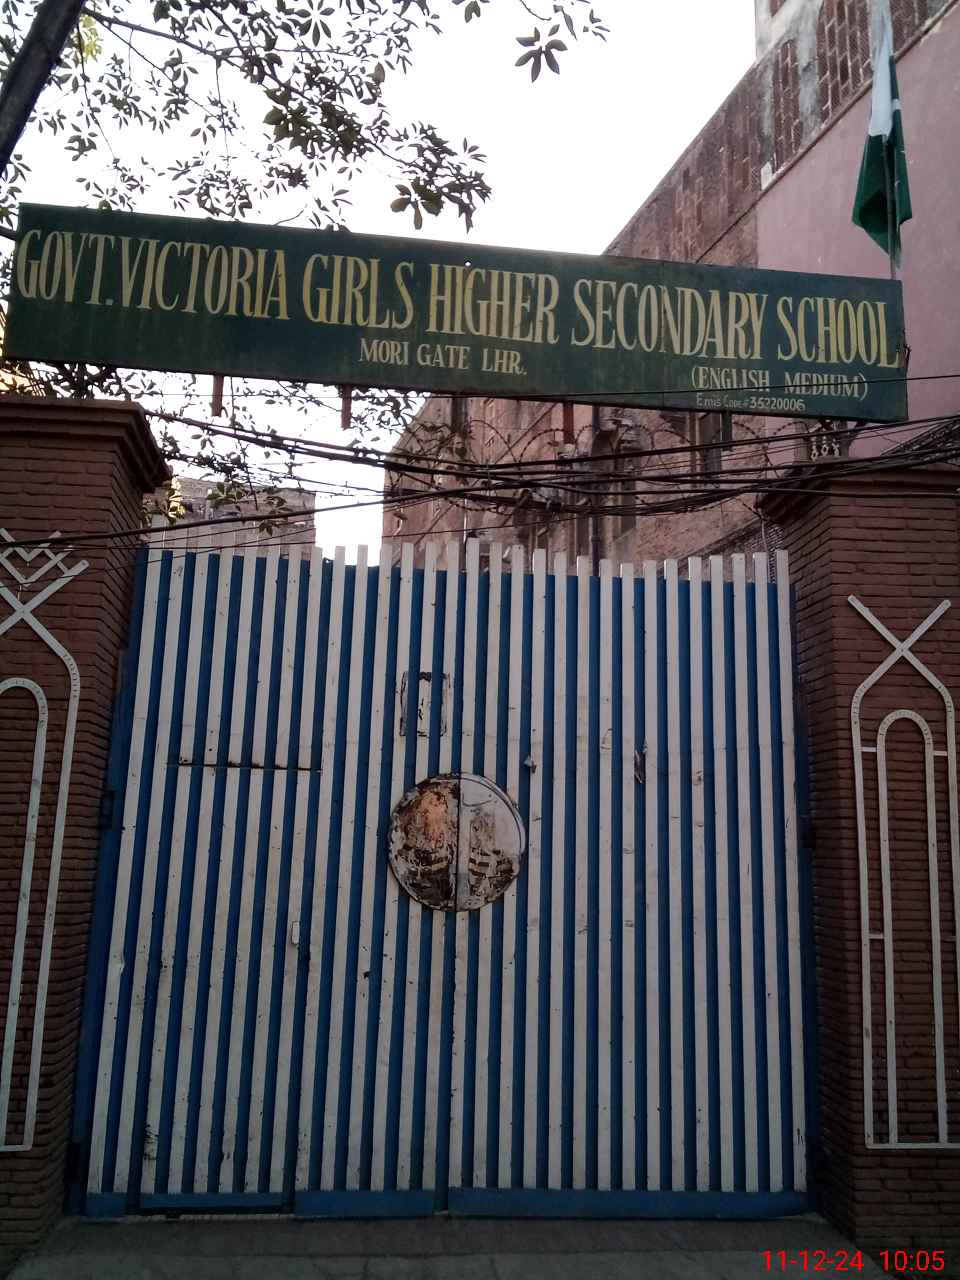 GOVT.VICTORIA GIRLS HIGHER SECONDARY SCHOOL
MORI GATE LHR.
(ENGLISH MEDIUM)
Emis Code # 35220006
11-12-24 10:05